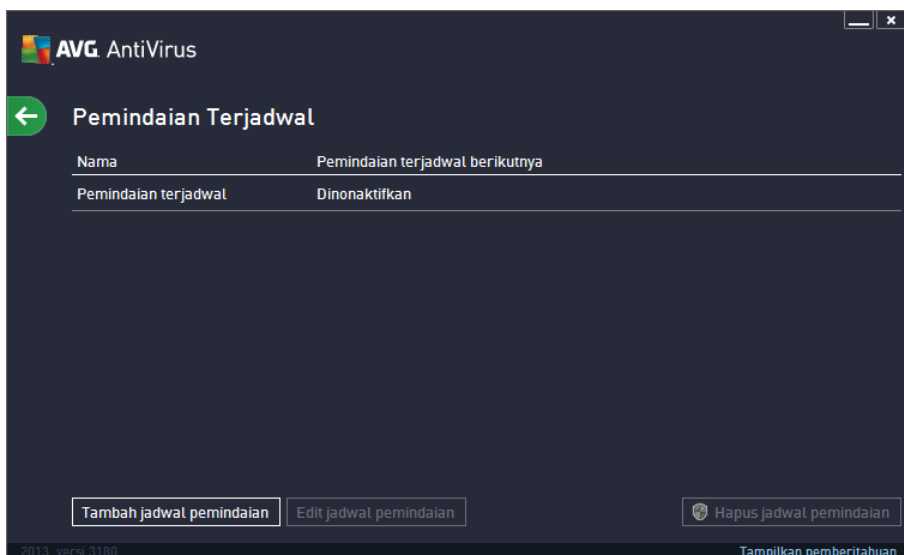 AVG. AntiVirus
Pemindaian Terjadwal
Nama Pemindaian terjadwal berikutnya
Pemindaian terjadwal Dinonaktifkan
Tambah jadwal pemindaian Edit jadwal pemindaian Hapus jadwal pemindaian
2013 versi 3180 Tampilkan pemberitahuan